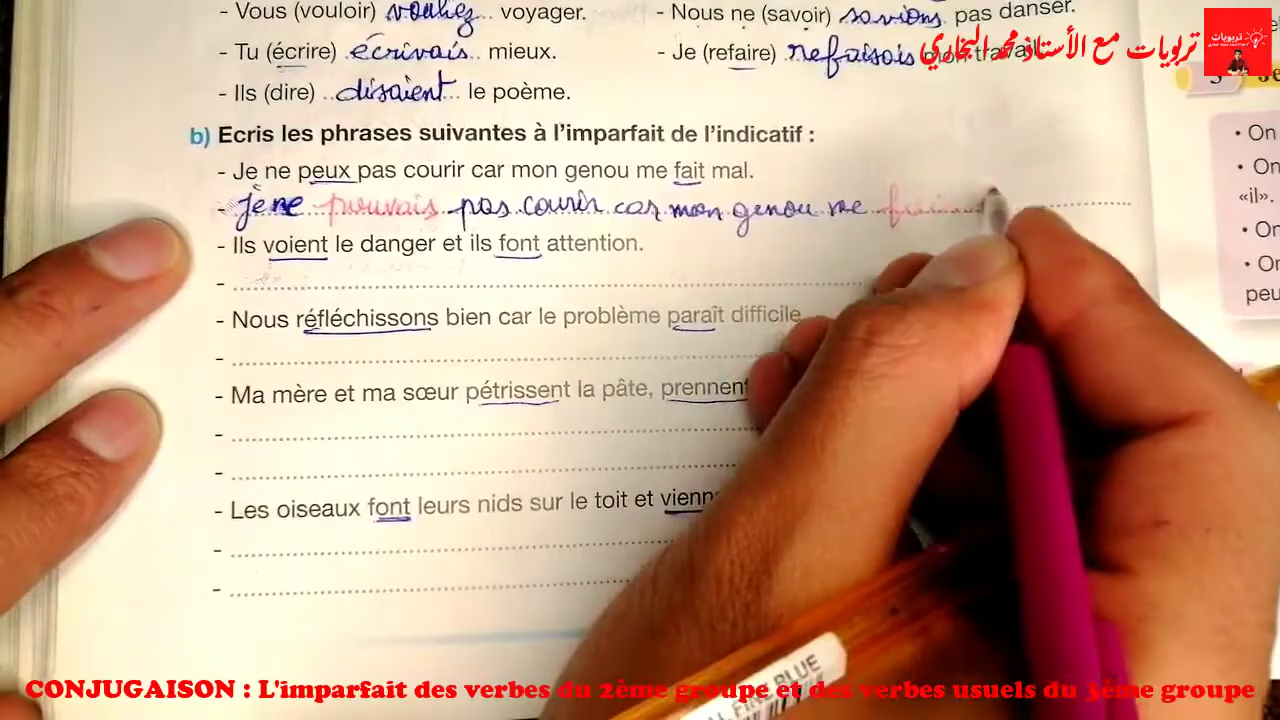 - Vous (vouloir) vouliez voyager. - Nous ne (savoir) savions pas danser.
- Tu (écrire) écrivais mieux. - Je (refaire) refaisais mon travail
تربويات مع الأستاذ محمد البخاري
تربويات
- Ils (dire) disaient le poème.
b) Ecris les phrases suivantes à l'imparfait de l'indicatif :
- Je ne peux pas courir car mon genou me fait mal.
- je ne pouvais pas courir car mon genou me
- Ils voient le danger et ils font attention.
-
- Nous réfléchissons bien car le problème paraît difficile
-
- Ma mère et ma sœur pétrissent la pâte, prennent
-
-
- Les oiseaux font leurs nids sur le toit et vienn
-
-
• On
• On
«il».
• On
• On
peu
BLUE
CONJUGAISON : L'imparfait des verbes du 2ème groupe et des verbes usuels du 3ème groupe